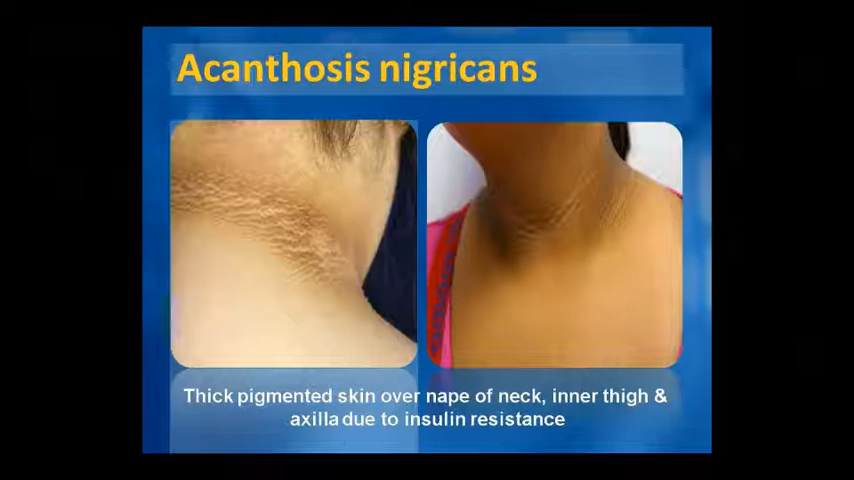 Acanthosis nigricans
Thick pigmented skin over nape of neck, inner thigh &
axilla due to insulin resistance